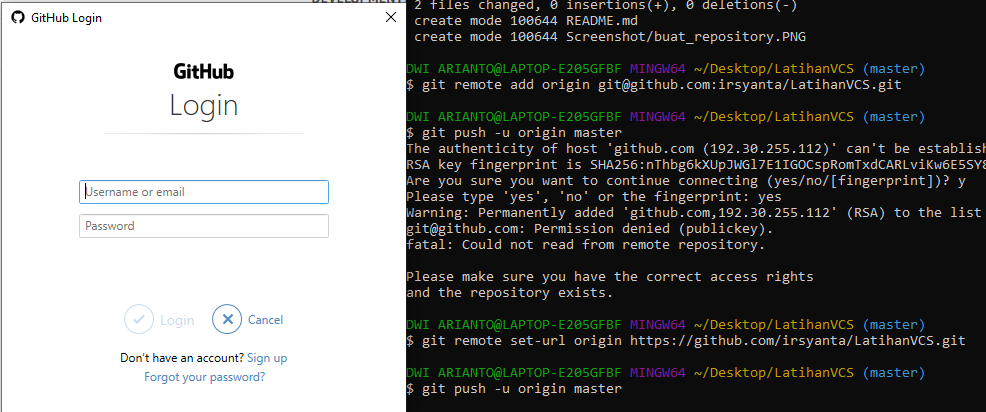 GitHub Login
GitHub
Login
Username or email
Password
Login
Cancel
Don't have an account? Sign up
Forgot your password?
2 files changed, 0 insertions(+), 0 deletions(-)
create mode 100644 README.md
create mode 100644 Screenshot/buat_repository.PNG
DWI ARIANTO@LAPTOP-E205GFBF MINGW64 ~/Desktop/LatihanVCS (master)
$ git remote add origin git@github.com:irsyanta/LatihanVCS.git
DWI ARIANTO@LAPTOP-E205GFBF MINGW64 ~/Desktop/LatihanVCS (master)
$ git push -u origin master
The authenticity of host 'github.com (192.30.255.112)' can't be establish
RSA key fingerprint is SHA256:nThbg6kXUpJWGl7E1IGOCspRomTxdCARLviKw6E5SY8
Are you sure you want to continue connecting (yes/no/[fingerprint])? y
Please type 'yes', 'no' or the fingerprint: yes
Warning: Permanently added 'github.com,192.30.255.112' (RSA) to the list
git@github.com: Permission denied (publickey).
fatal: Could not read from remote repository.
Please make sure you have the correct access rights
and the repository exists.
DWI ARIANTO@LAPTOP-E205GFBF MINGW64 ~/Desktop/LatihanVCS (master)
$ git remote set-url origin https://github.com/irsyanta/LatihanVCS.git
DWI ARIANTO@LAPTOP-E205GFBF MINGW64 ~/Desktop/LatihanVCS (master)
$ git push -u origin master